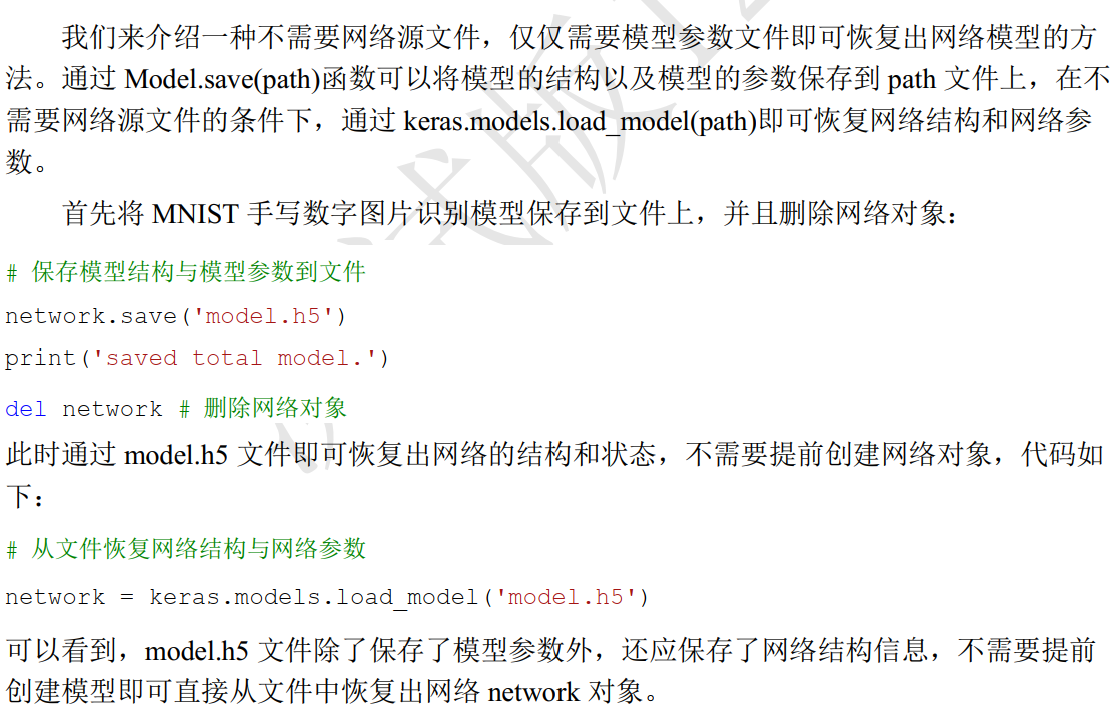 我们来介绍一种不需要网络源文件，仅仅需要模型参数文件即可恢复出网络模型的方
法。通过 Model.save(path)函数可以将模型的结构以及模型的参数保存到 path 文件上，在不
需要网络源文件的条件下，通过 keras.models.load_model(path)即可恢复网络结构和网络参
数。
首先将 MNIST 手写数字图片识别模型保存到文件上，并且删除网络对象：
# 保存模型结构与模型参数到文件
network.save('model.h5')
print('saved total model.')
del network # 删除网络对象
此时通过 model.h5 文件即可恢复出网络的结构和状态，不需要提前创建网络对象，代码如
下：
# 从文件恢复网络结构与网络参数
network = keras.models.load_model('model.h5')
可以看到，model.h5 文件除了保存了模型参数外，还应保存了网络结构信息，不需要提前
创建模型即可直接从文件中恢复出网络 network 对象。